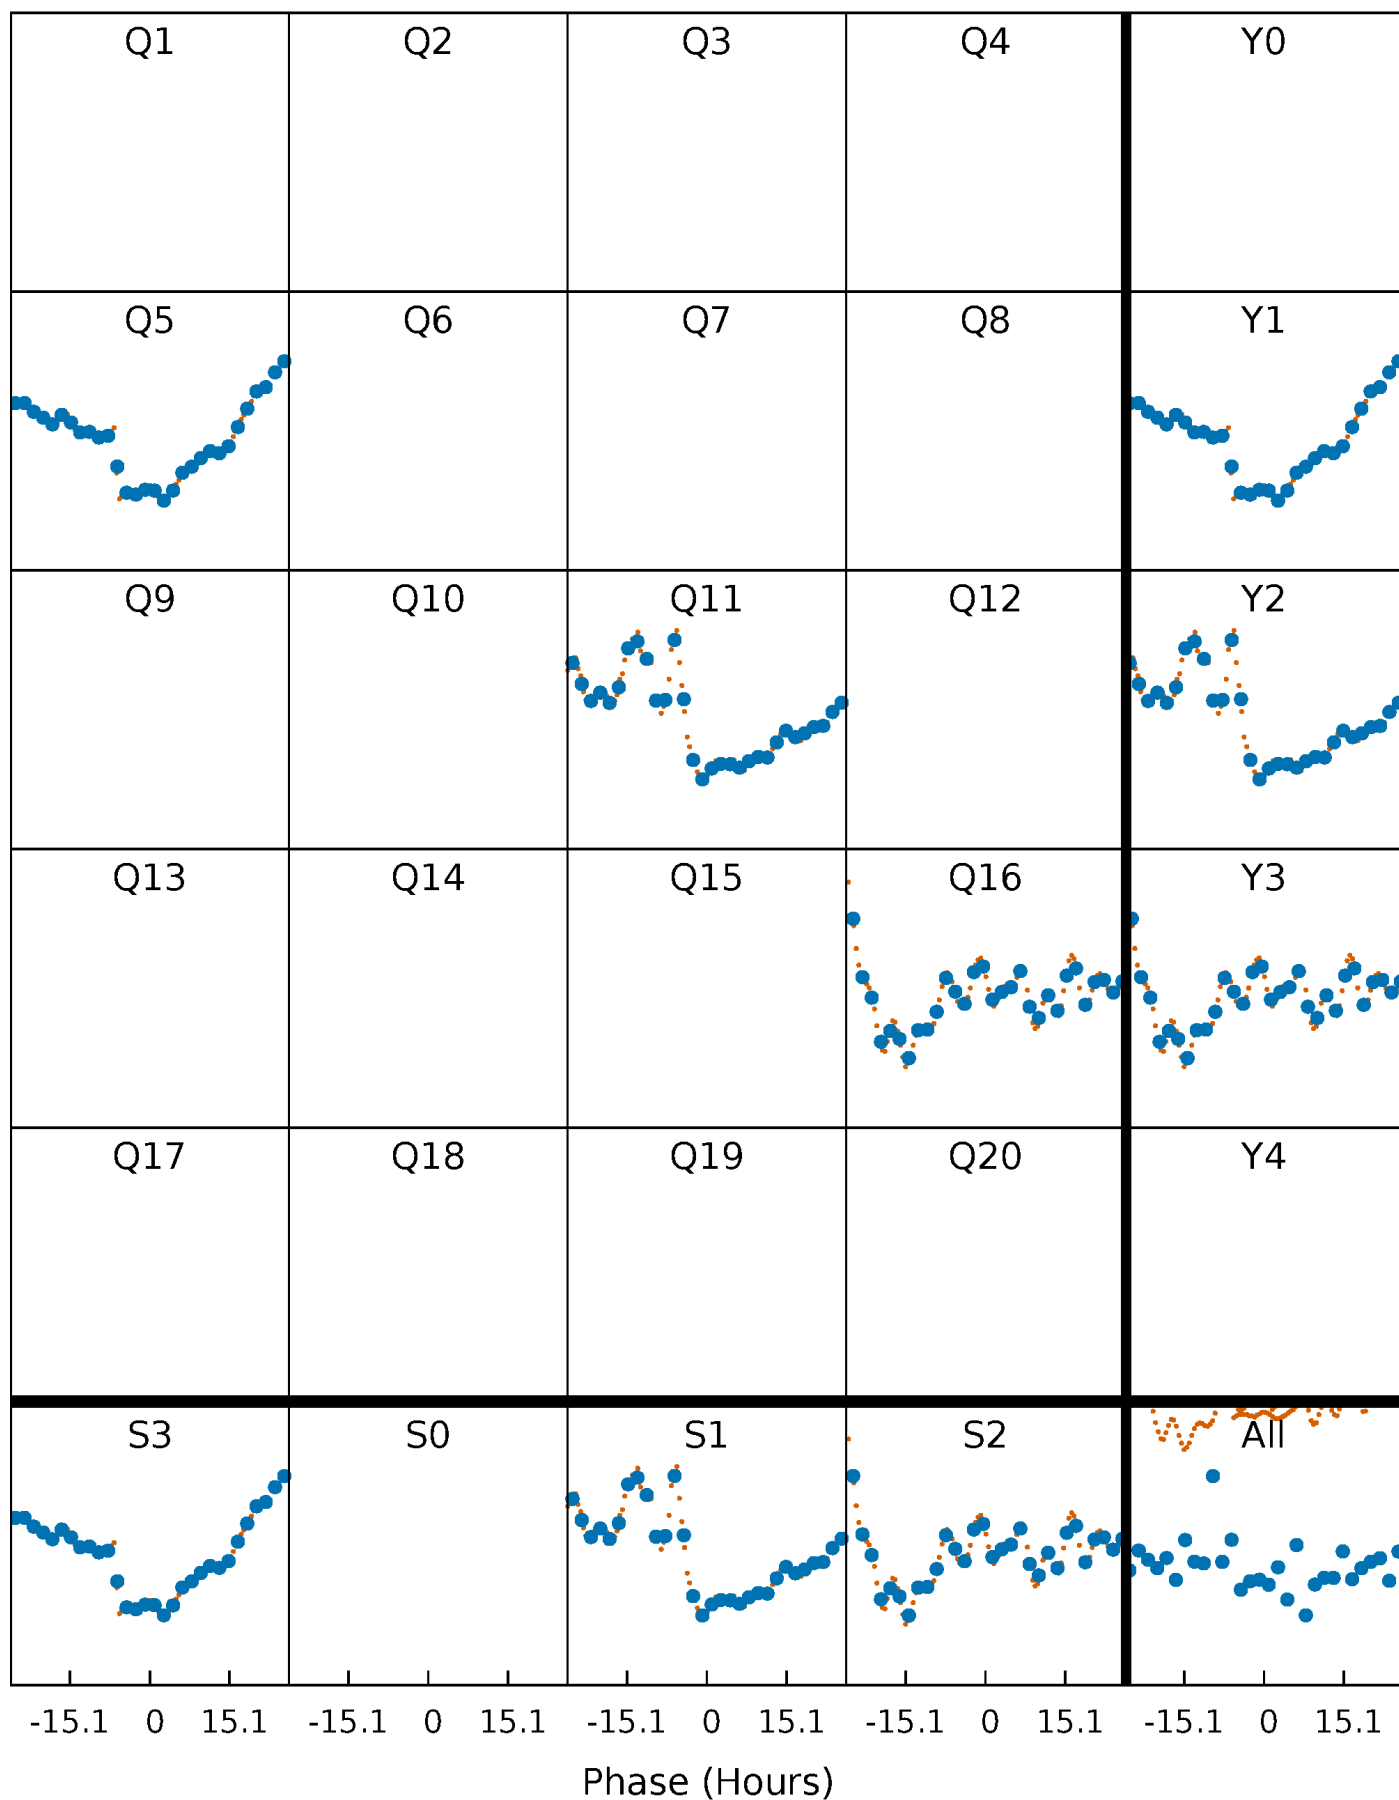 Q1 Q2 Q3 Q4 Y0
Q5 Q6 Q7 Q8 Y1
Q9 Q10 Q11 Q12 Y2
Q13 Q14 Q15 Q16 Y3
Q17 Q18 Q19 Q20 Y4
S3 S0 S1 S2 All
-15.1 0 15.1 -15.1 0 15.1 -15.1 0 15.1 -15.1 0 15.1 -15.1 0 15.1
Phase (Hours)